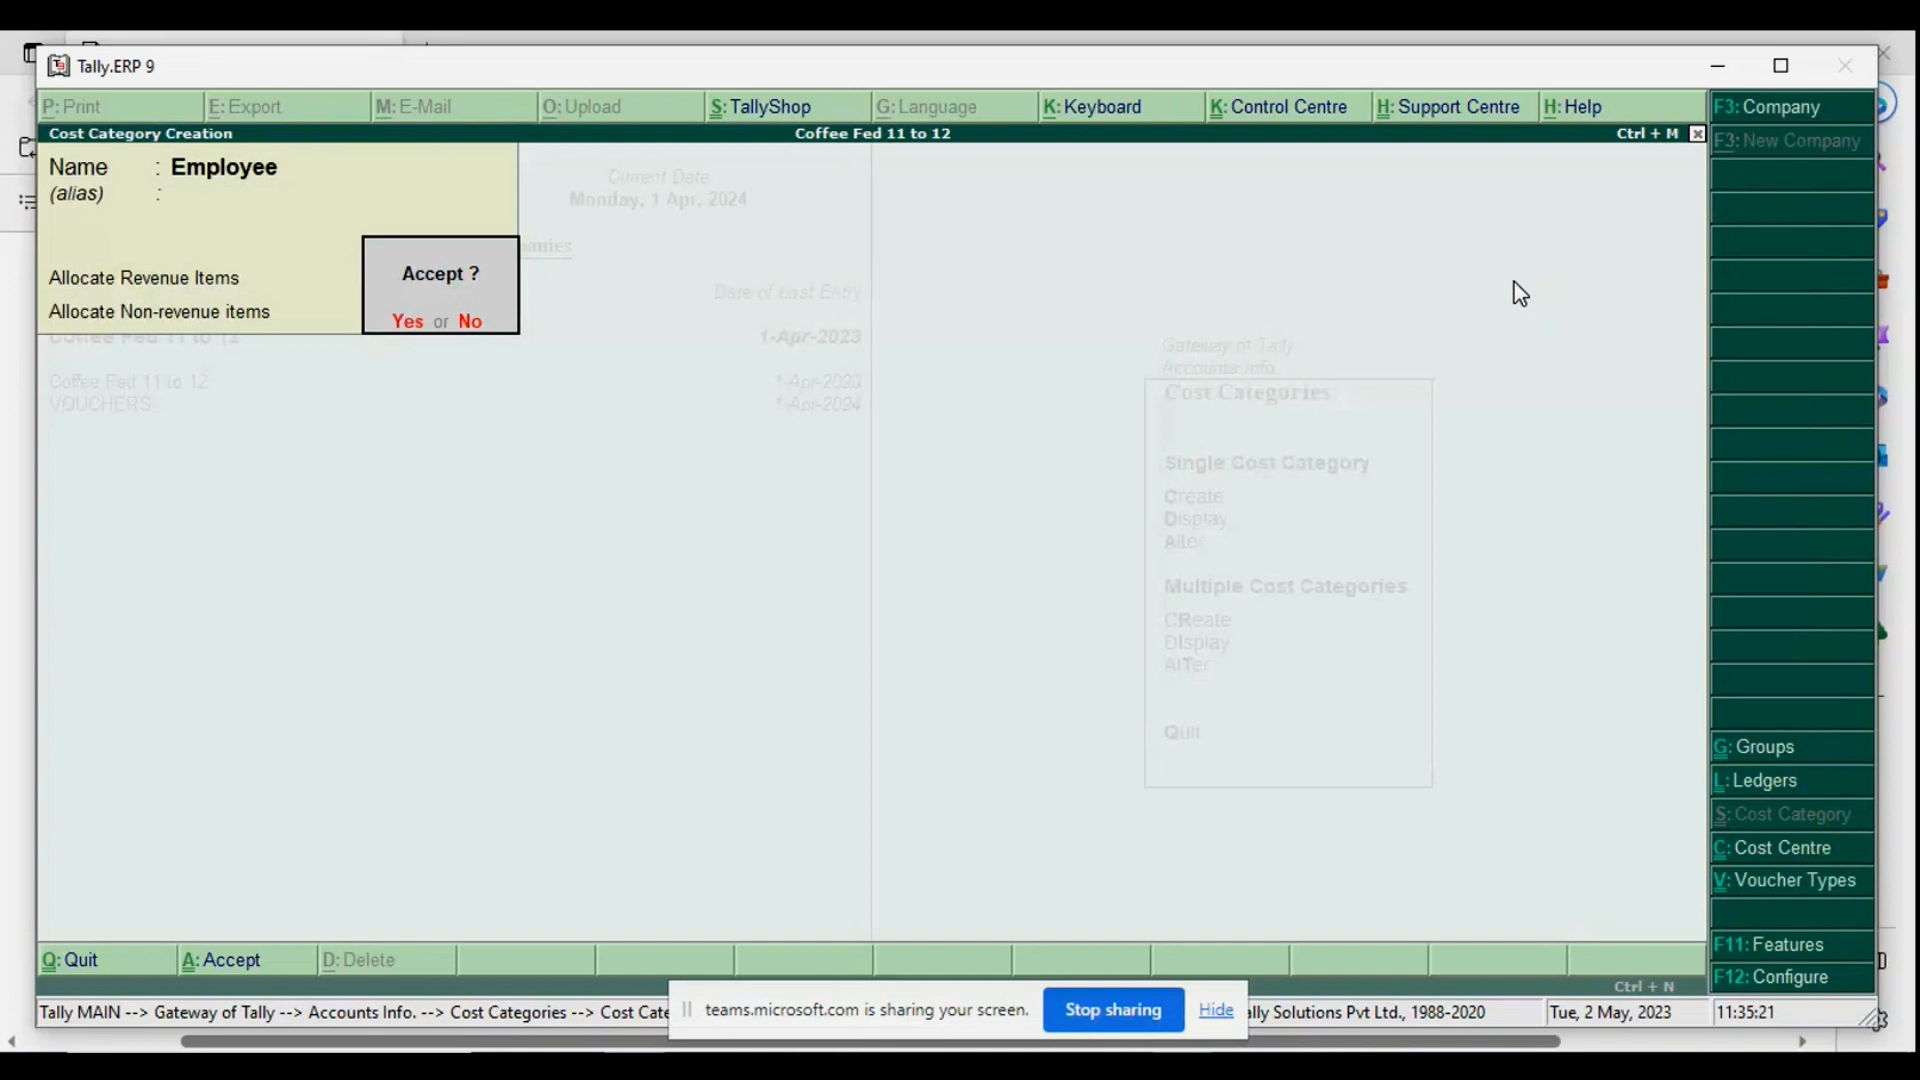 Tally.ERP 9
P: Print E: Export M: E-Mail O: Upload S: TallyShop G: Language K: Keyboard K: Control Centre H: Support Centre H: Help F3: Company
Cost Category Creation Coffee Fed 11 to 12 Ctrl + M
F3: New Company
Name : Employee
(alias) :
Current Date
Monday, 1 Apr, 2024
Accept ?
Allocate Revenue Items
Date of Last Entry
Allocate Non-revenue items
Yes or No
Coffee Fed 11 to 12 1-Apr-2023
Coffee Fed 11 to 12 1-Apr-2023
VOUCHERS 1-Apr-2024
Gateway of Tally
Accounts Info.
Cost Categories
Single Cost Category
Create
Display
Alter
Multiple Cost Categories
CReate
DIsplay
AlTer
Quit
G: Groups
L: Ledgers
S: Cost Category
C: Cost Centre
V: Voucher Types
F11: Features
F12: Configure
Q: Quit A: Accept D: Delete
Ctrl + N
Tally MAIN --> Gateway of Tally --> Accounts Info. --> Cost Categories --> Cost Cate
teams.microsoft.com is sharing your screen. Stop sharing Hide
ally Solutions Pvt Ltd., 1988-2020 Tue, 2 May, 2023 11:35:21